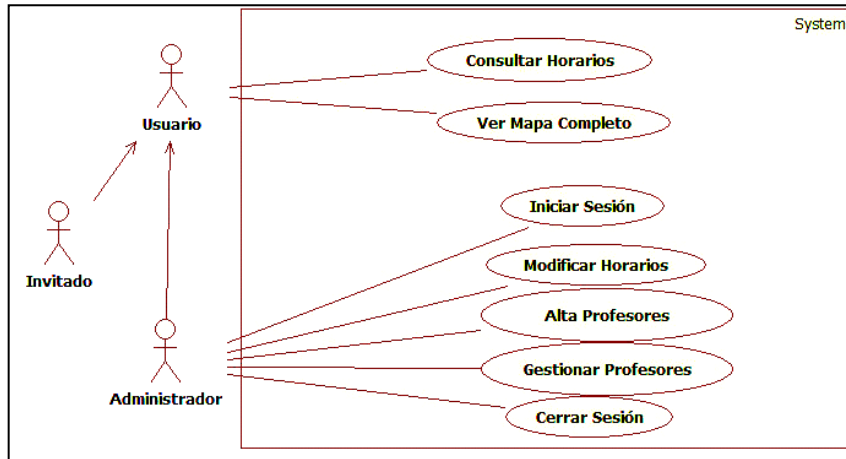 System
Consultar Horarios
Usuario
Ver Mapa Completo
Iniciar Sesión
Invitado
Modificar Horarios
Alta Profesores
Gestionar Profesores
Administrador
Cerrar Sesión